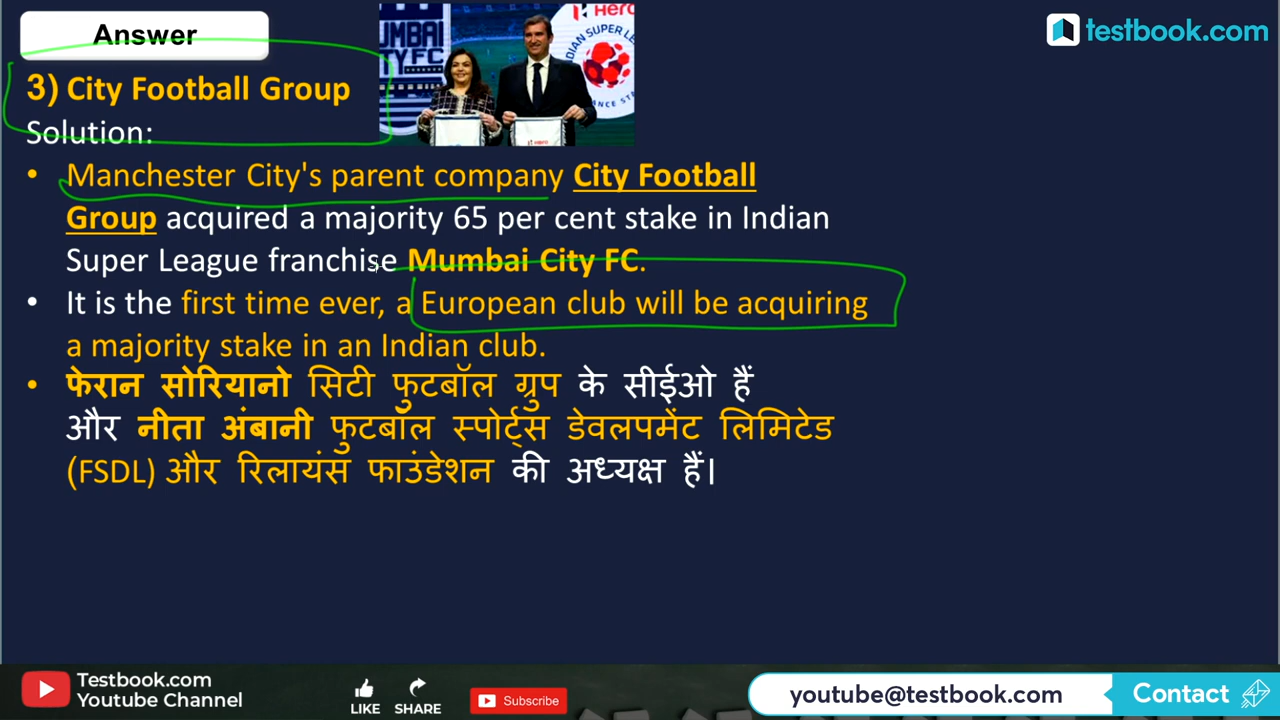 Answer
testbook.com
3) City Football Group
Solution:
• Manchester City's parent company City Football
Group acquired a majority 65 per cent stake in Indian
Super League franchise Mumbai City FC.
• It is the first time ever, a European club will be acquiring
a majority stake in an Indian club.
• फेरान सोरियानो सिटी फुटबॉल ग्रुप के सीईओ हैं
और नीता अंबानी फुटबॉल स्पोर्ट्स डेवलपमेंट लिमिटेड
(FSDL) और रिलायंस फाउंडेशन की अध्यक्ष हैं।
Testbook.com
Youtube Channel
LIKE
SHARE
Subscribe
youtube@testbook.com
Contact